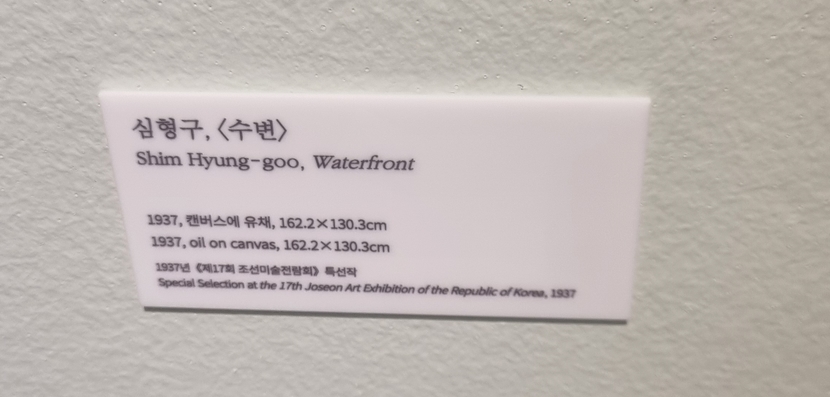 심형구, 〈수변〉
Shim Hyung-goo, Waterfront
1937, 캔버스에 유채, 162.2×130.3cm
1937, oil on canvas, 162.2×130.3cm
1937년 《제17회 조선미술전람회》 특선작
Special Selection at the 17th Joseon Art Exhibition of the Republic of Korea, 1937